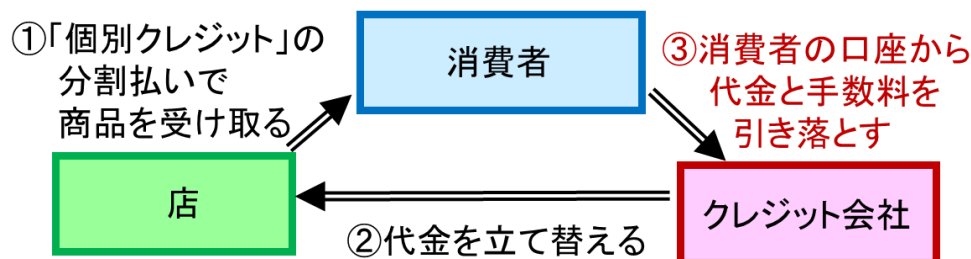 ①「個別クレジット」の
分割払いで
商品を受け取る
消費者
③消費者の口座から
代金と手数料を
引き落とす
店
②代金を立て替える
クレジット会社